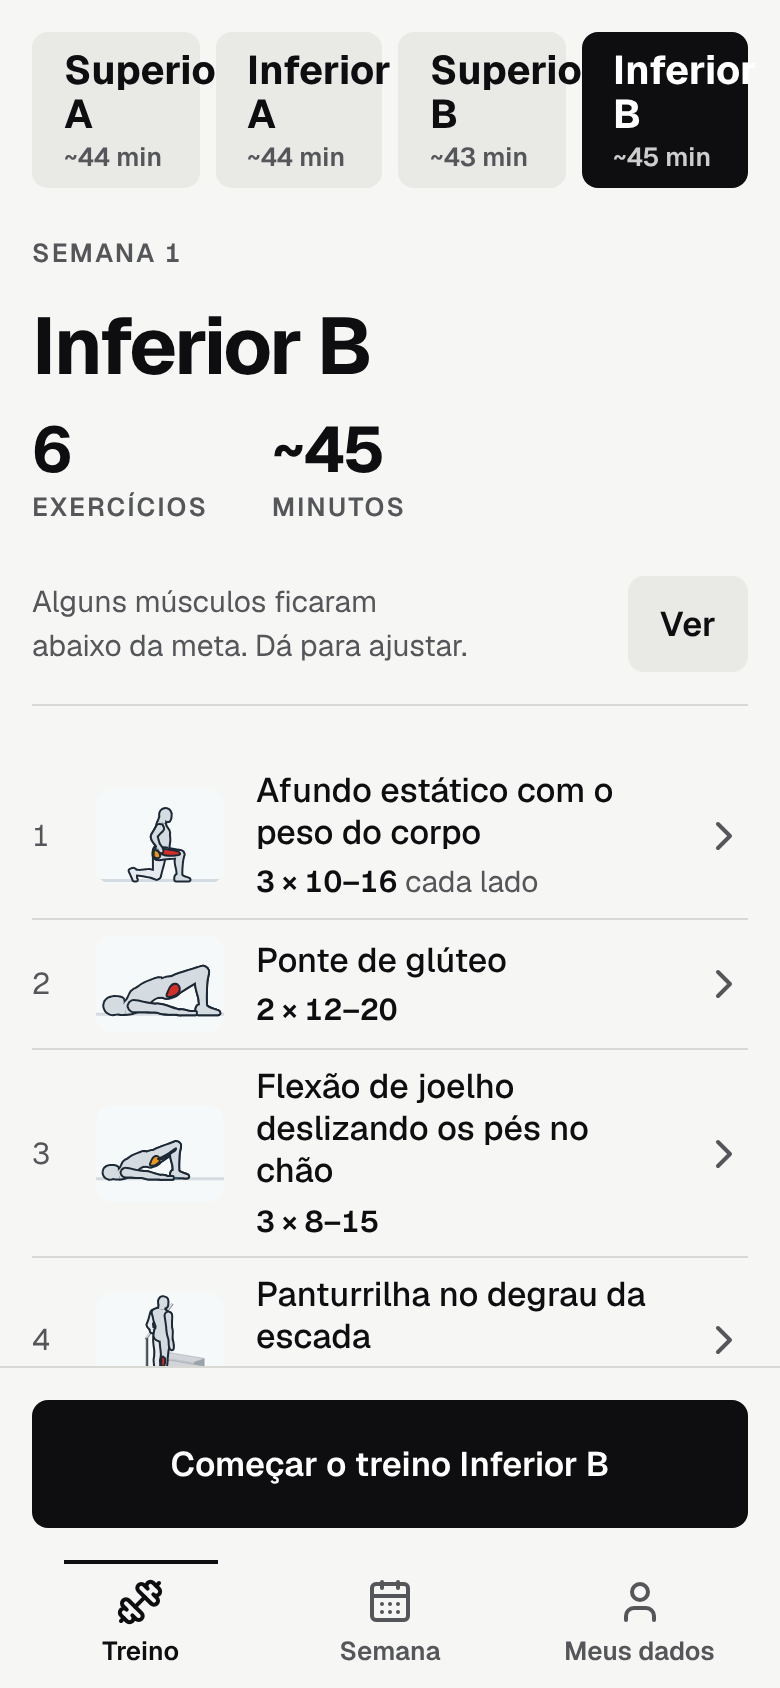 Superio
A
~44 min
Inferior
A
~44 min
Superio
B
~43 min
Inferior
B
~45 min
SEMANA 1
Inferior B
6
EXERCÍCIOS
~45
MINUTOS
Alguns músculos ficaram
abaixo da meta. Dá para ajustar.
Ver
1
Afundo estático com o
peso do corpo
3 × 10–16 cada lado
2
Ponte de glúteo
2 × 12–20
3
Flexão de joelho
deslizando os pés no
chão
3 × 8–15
4
Panturrilha no degrau da
escada
Começar o treino Inferior B
Treino
Semana
Meus dados